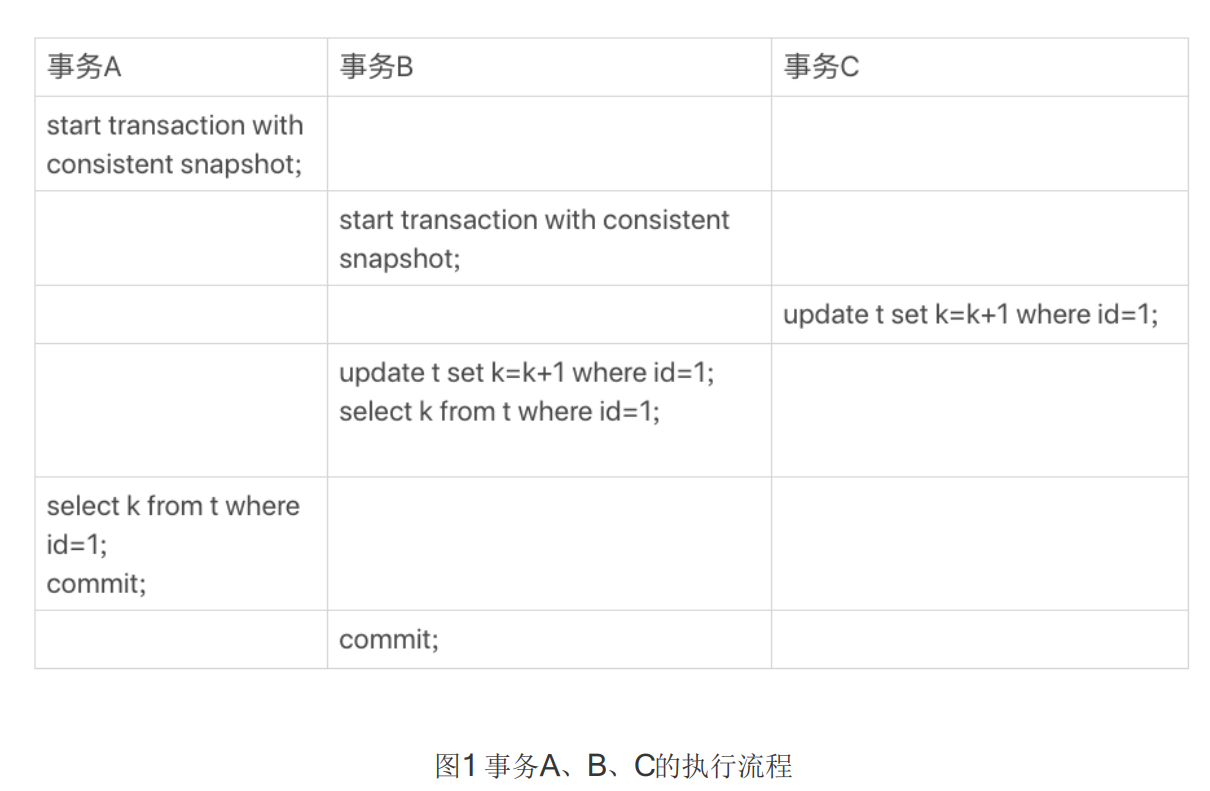 事务A
事务B
事务C
start transaction with
consistent snapshot;
start transaction with consistent
snapshot;
update t set k=k+1 where id=1;
update t set k=k+1 where id=1;
select k from t where id=1;
select k from t where
id=1;
commit;
commit;
图1 事务A、B、C的执行流程